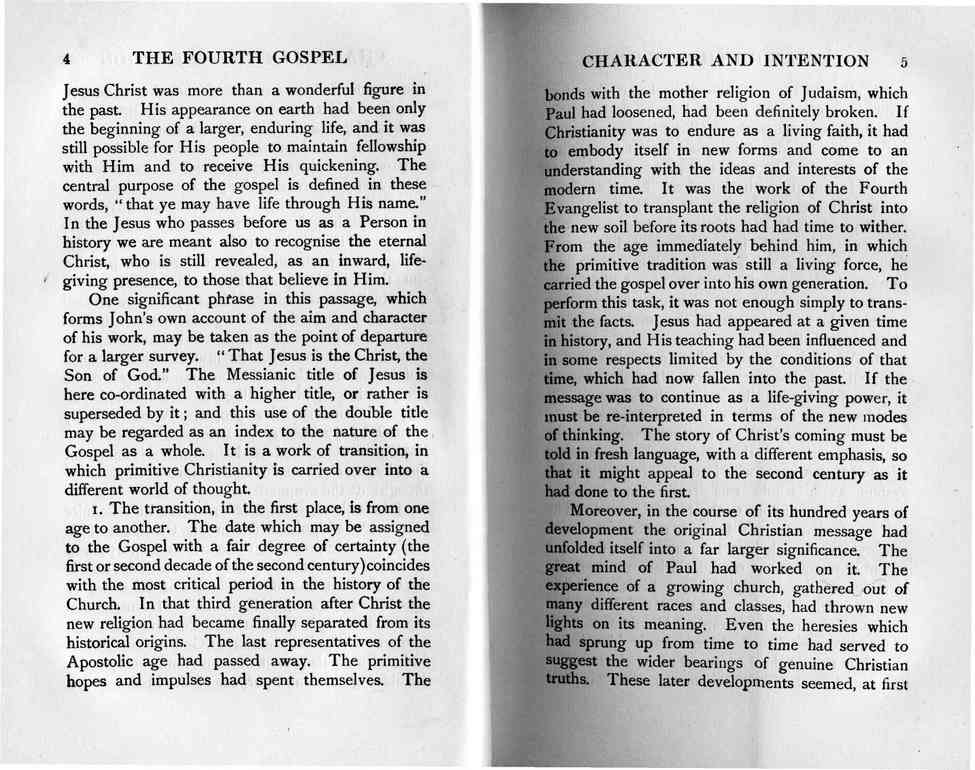 4 THE FOURTH GOSPEL
Jesus Christ was more than a wonderful figure in
the past. His appearance on earth had been only
the beginning of a larger, enduring life, and it was
still possible for His people to maintain fellowship
with Him and to receive His quickening. The
central purpose of the gospel is defined in these
words, “that ye may have life through His name.”
In the Jesus who passes before us as a Person in
history we are meant also to recognise the eternal
Christ, who is still revealed, as an inward, life-
giving presence, to those that believe in Him.
One significant phrase in this passage, which
forms John's own account of the aim and character
of his work, may be taken as the point of departure
for a larger survey. “That Jesus is the Christ, the
Son of God.” The Messianic title of Jesus is
here co-ordinated with a higher title, or rather is
superseded by it; and this use of the double title
may be regarded as an index to the nature of the
Gospel as a whole. It is a work of transition, in
which primitive Christianity is carried over into a
different world of thought.
1. The transition, in the first place, is from one
age to another. The date which may be assigned
to the Gospel with a fair degree of certainty (the
first or second decade of the second century) coincides
with the most critical period in the history of the
Church. In that third generation after Christ the
new religion had became finally separated from its
historical origins. The last representatives of the
Apostolic age had passed away. The primitive
hopes and impulses had spent themselves. The
CHARACTER AND INTENTION 5
bonds with the mother religion of Judaism, which
Paul had loosened, had been definitely broken. If
Christianity was to endure as a living faith, it had
to embody itself in new forms and come to an
understanding with the ideas and interests of the
modern time. It was the work of the Fourth
Evangelist to transplant the religion of Christ into
the new soil before its roots had had time to wither.
From the age immediately behind him, in which
the primitive tradition was still a living force, he
carried the gospel over into his own generation. To
perform this task, it was not enough simply to trans-
mit the facts. Jesus had appeared at a given time
in history, and His teaching had been influenced and
in some respects limited by the conditions of that
time, which had now fallen into the past. If the
message was to continue as a life-giving power, it
must be re-interpreted in terms of the new modes
of thinking. The story of Christ's coming must be
told in fresh language, with a different emphasis, so
that it might appeal to the second century as it
had done to the first.
Moreover, in the course of its hundred years of
development the original Christian message had
unfolded itself into a far larger significance. The
great mind of Paul had worked on it. The
experience of a growing church, gathered out of
many different races and classes, had thrown new
lights on its meaning. Even the heresies which
had sprung up from time to time had served to
suggest the wider bearings of genuine Christian
truths. These later developments seemed, at first